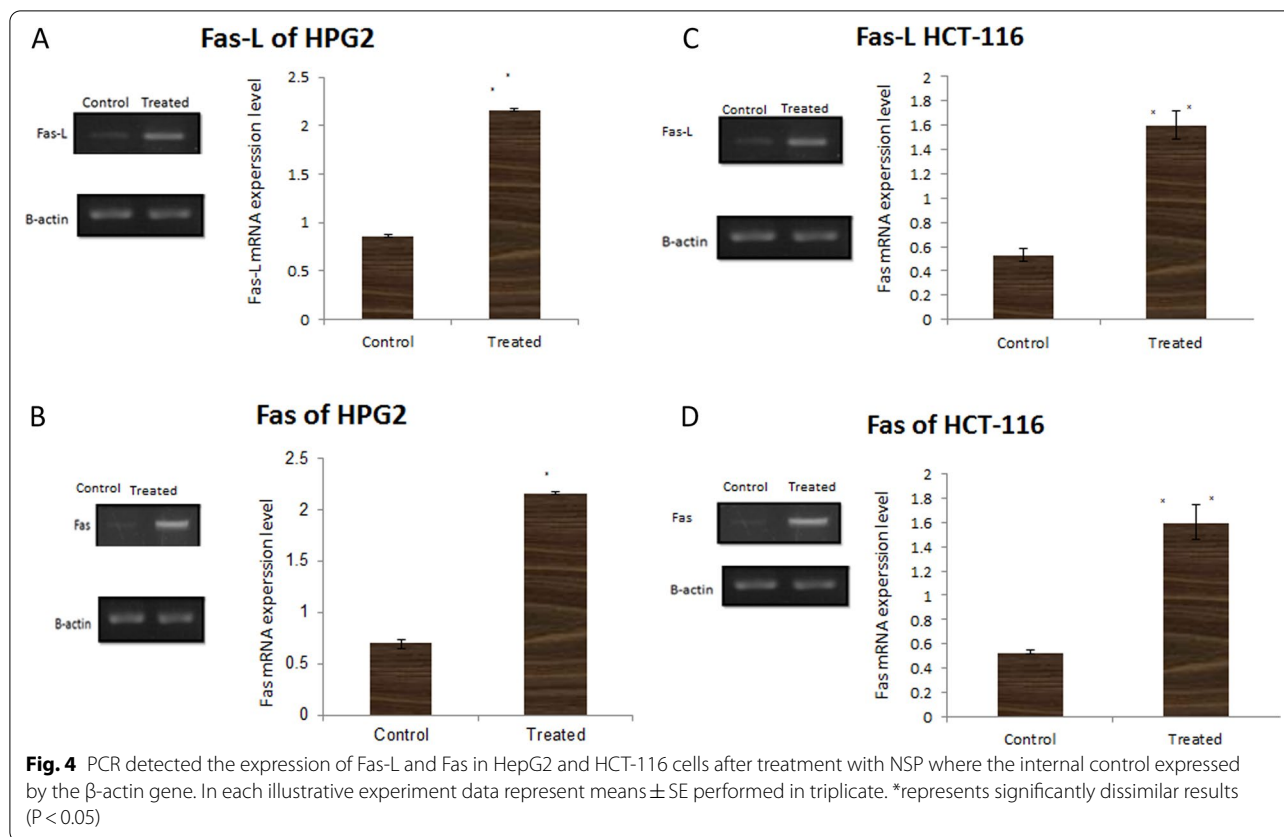 A
Fas-L of HPG2
Control Treated
Fas-L
B-actin
Fas-L mRNA experssion level
2.5
2
1.5
1
0.5
0
* *
Control Treated
C
Fas-L HCT-116
Control Treated
Fas-L
B-actin
Fas mRNA experssion level
2
1.8
1.6
1.4
1.2
1
0.8
0.6
0.4
0.2
0
* *
Control Treated
B
Fas of HPG2
Control Treated
Fas
B-actin
Fas mRNA experssion level
2.5
2
1.5
1
0.5
0
*
Control Treated
D
Fas of HCT-116
Control Treated
Fas
B-actin
Fas mRNA experssion level
2
1.8
1.6
1.4
1.2
1
0.8
0.6
0.4
0.2
0
* *
Control Treated
Fig. 4 PCR detected the expression of Fas-L and Fas in HepG2 and HCT-116 cells after treatment with NSP where the internal control expressed
by the β-actin gene. In each illustrative experiment data represent means ± SE performed in triplicate. *represents significantly dissimilar results
(P < 0.05)